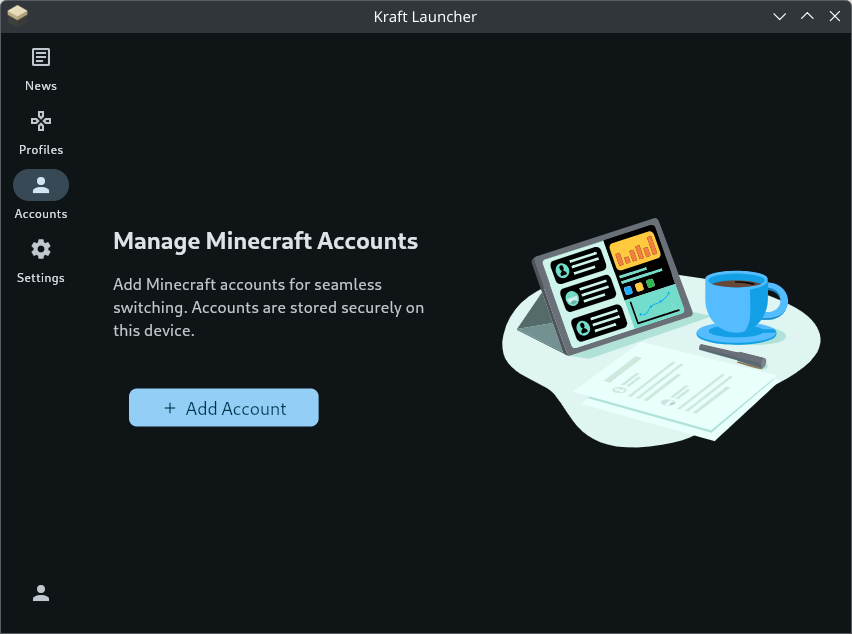 Kraft Launcher
News
Profiles
Accounts
Settings
Manage Minecraft Accounts
Add Minecraft accounts for seamless
switching. Accounts are stored securely on
this device.
+ Add Account